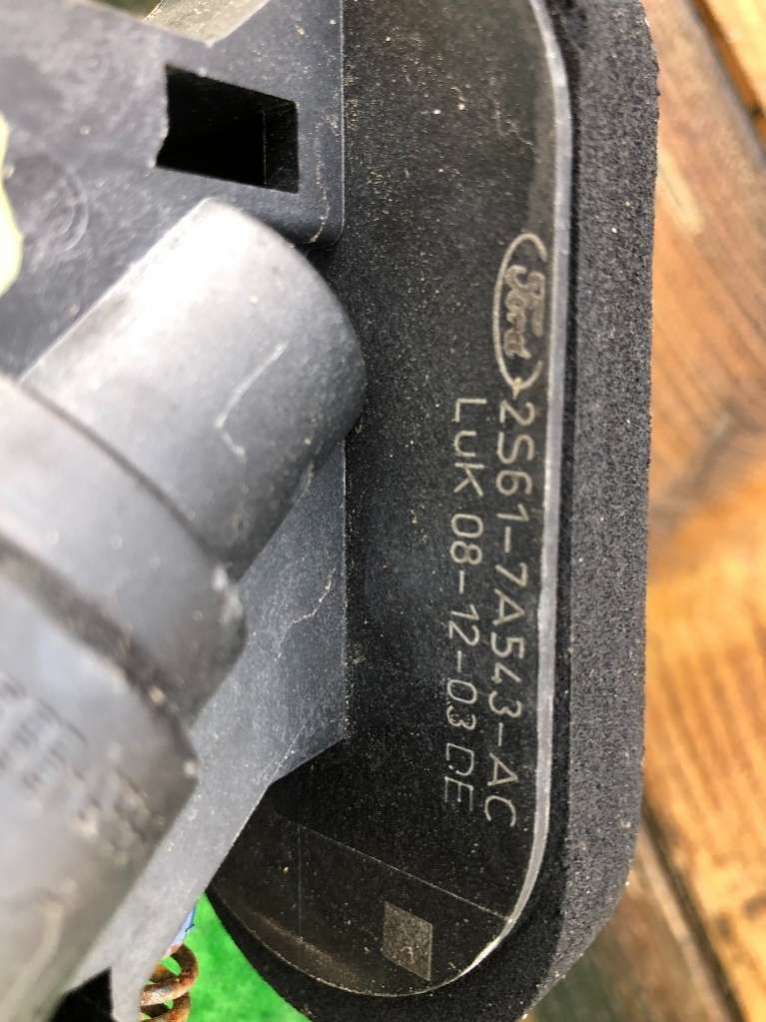 Ford
2S61-7A543-AC
LuK 08-12-03 DE